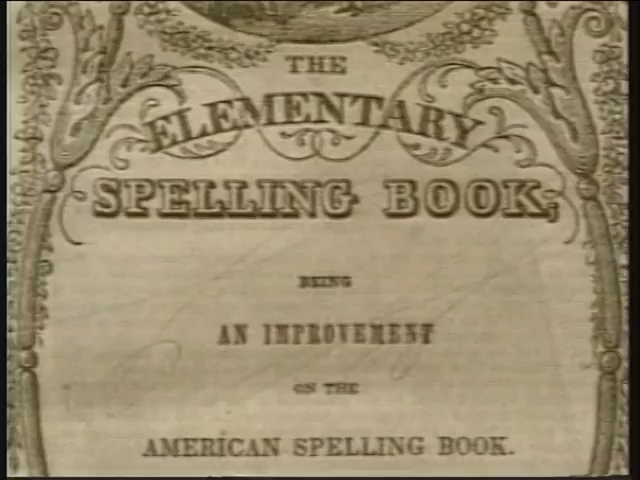 THE
ELEMENTARY
SPELLING BOOK,
BEING
AN IMPROVEMENT
ON THE
AMERICAN SPELLING BOOK.